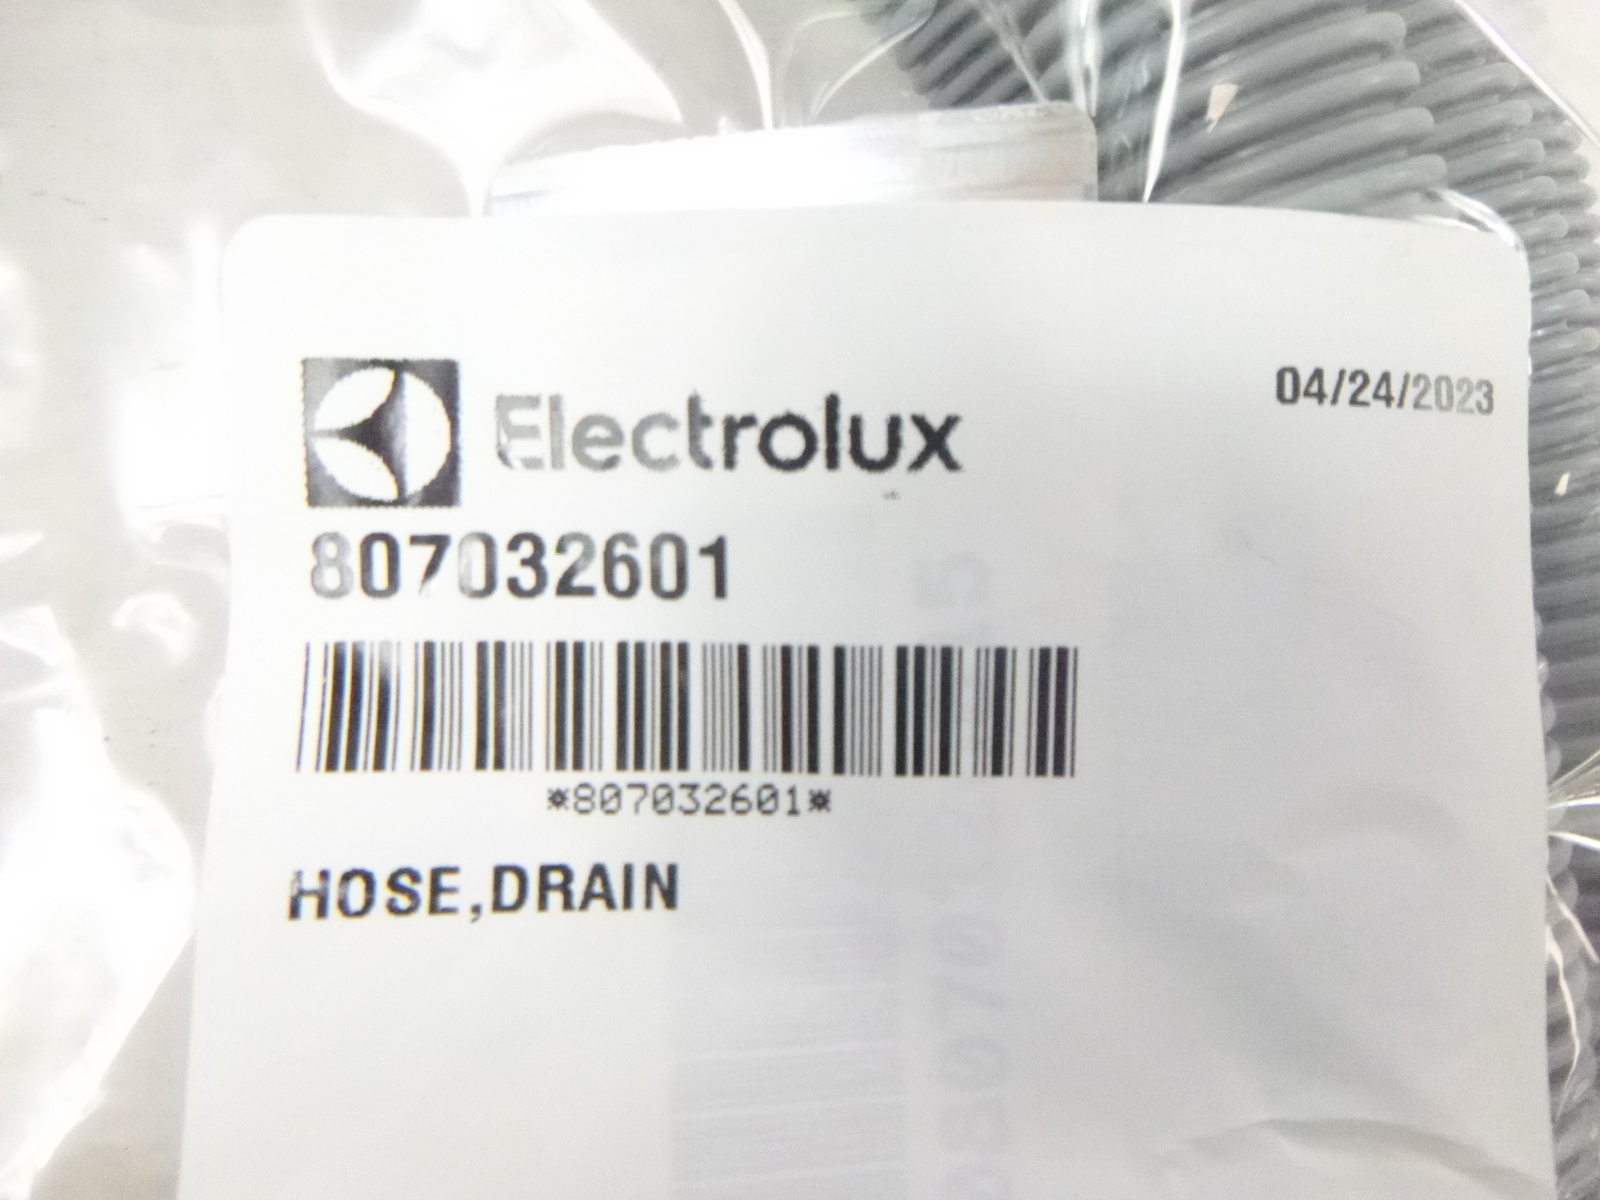 Electrolux
04/24/2023
807032601
*807032601*
HOSE,DRAIN